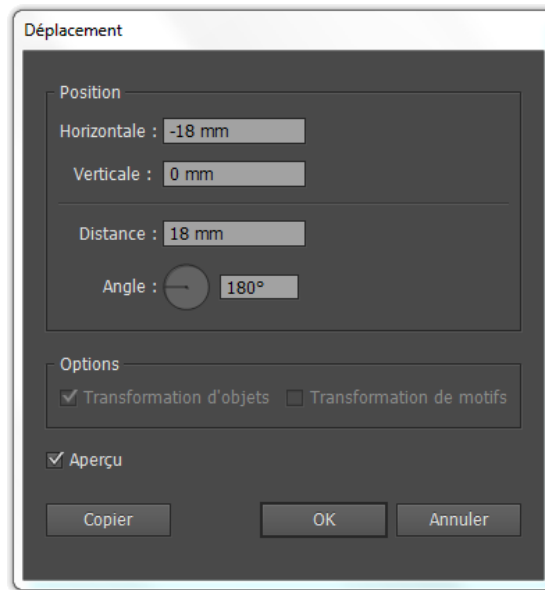 Déplacement
Position
Horizontale : -18 mm
Verticale : 0 mm
Distance : 18 mm
Angle : 180°
Options
Transformation d'objets Transformation de motifs
Aperçu
Copier OK Annuler